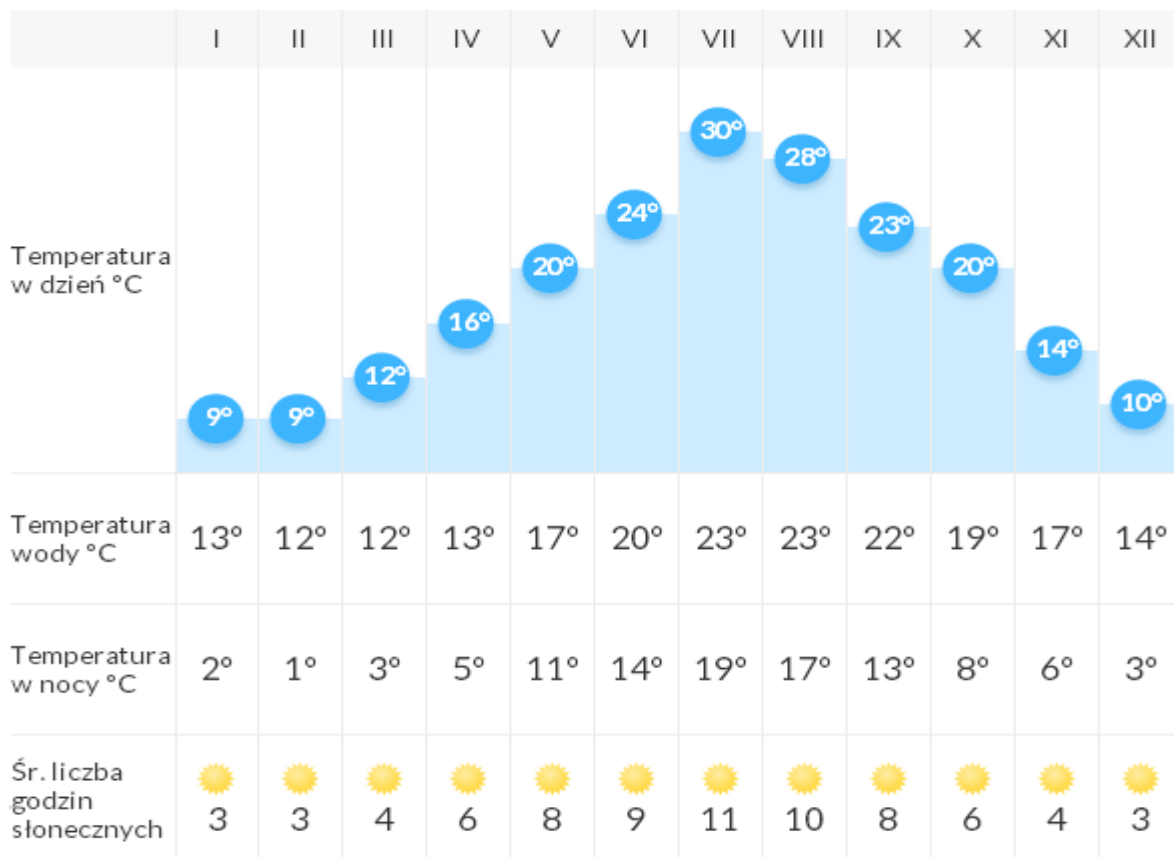 I II III IV V VI VII VIII IX X XI XII
Temperatura
w dzień °C
9° 9° 12° 16° 20° 24° 30° 28° 23° 20° 14° 10°
Temperatura
wody °C
13° 12° 12° 13° 17° 20° 23° 23° 22° 19° 17° 14°
Temperatura
w nocy °C
2° 1° 3° 5° 11° 14° 19° 17° 13° 8° 6° 3°
Śr. liczba
godzin
słonecznych
3 3 4 6 8 9 11 10 8 6 4 3